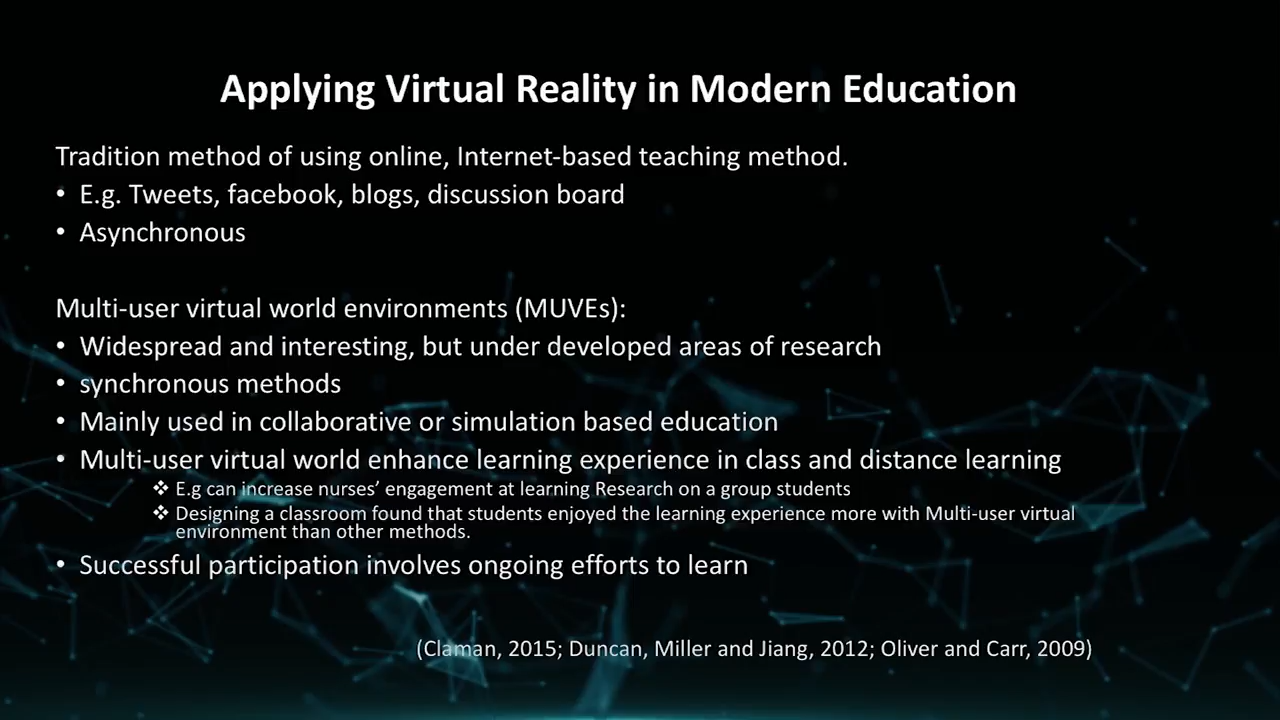 Applying Virtual Reality in Modern Education
Tradition method of using online, Internet-based teaching method.
• E.g. Tweets, facebook, blogs, discussion board
• Asynchronous
Multi-user virtual world environments (MUVEs):
• Widespread and interesting, but under developed areas of research
• synchronous methods
• Mainly used in collaborative or simulation based education
• Multi-user virtual world enhance learning experience in class and distance learning
❖ E.g can increase nurses’ engagement at learning Research on a group students
❖ Designing a classroom found that students enjoyed the learning experience more with Multi-user virtual
environment than other methods.
• Successful participation involves ongoing efforts to learn
(Claman, 2015; Duncan, Miller and Jiang, 2012; Oliver and Carr, 2009)